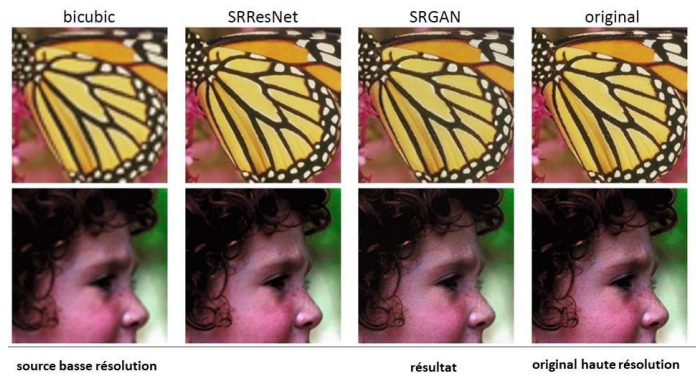 bicubic SRResNet SRGAN original
source basse résolution résultat original haute résolution